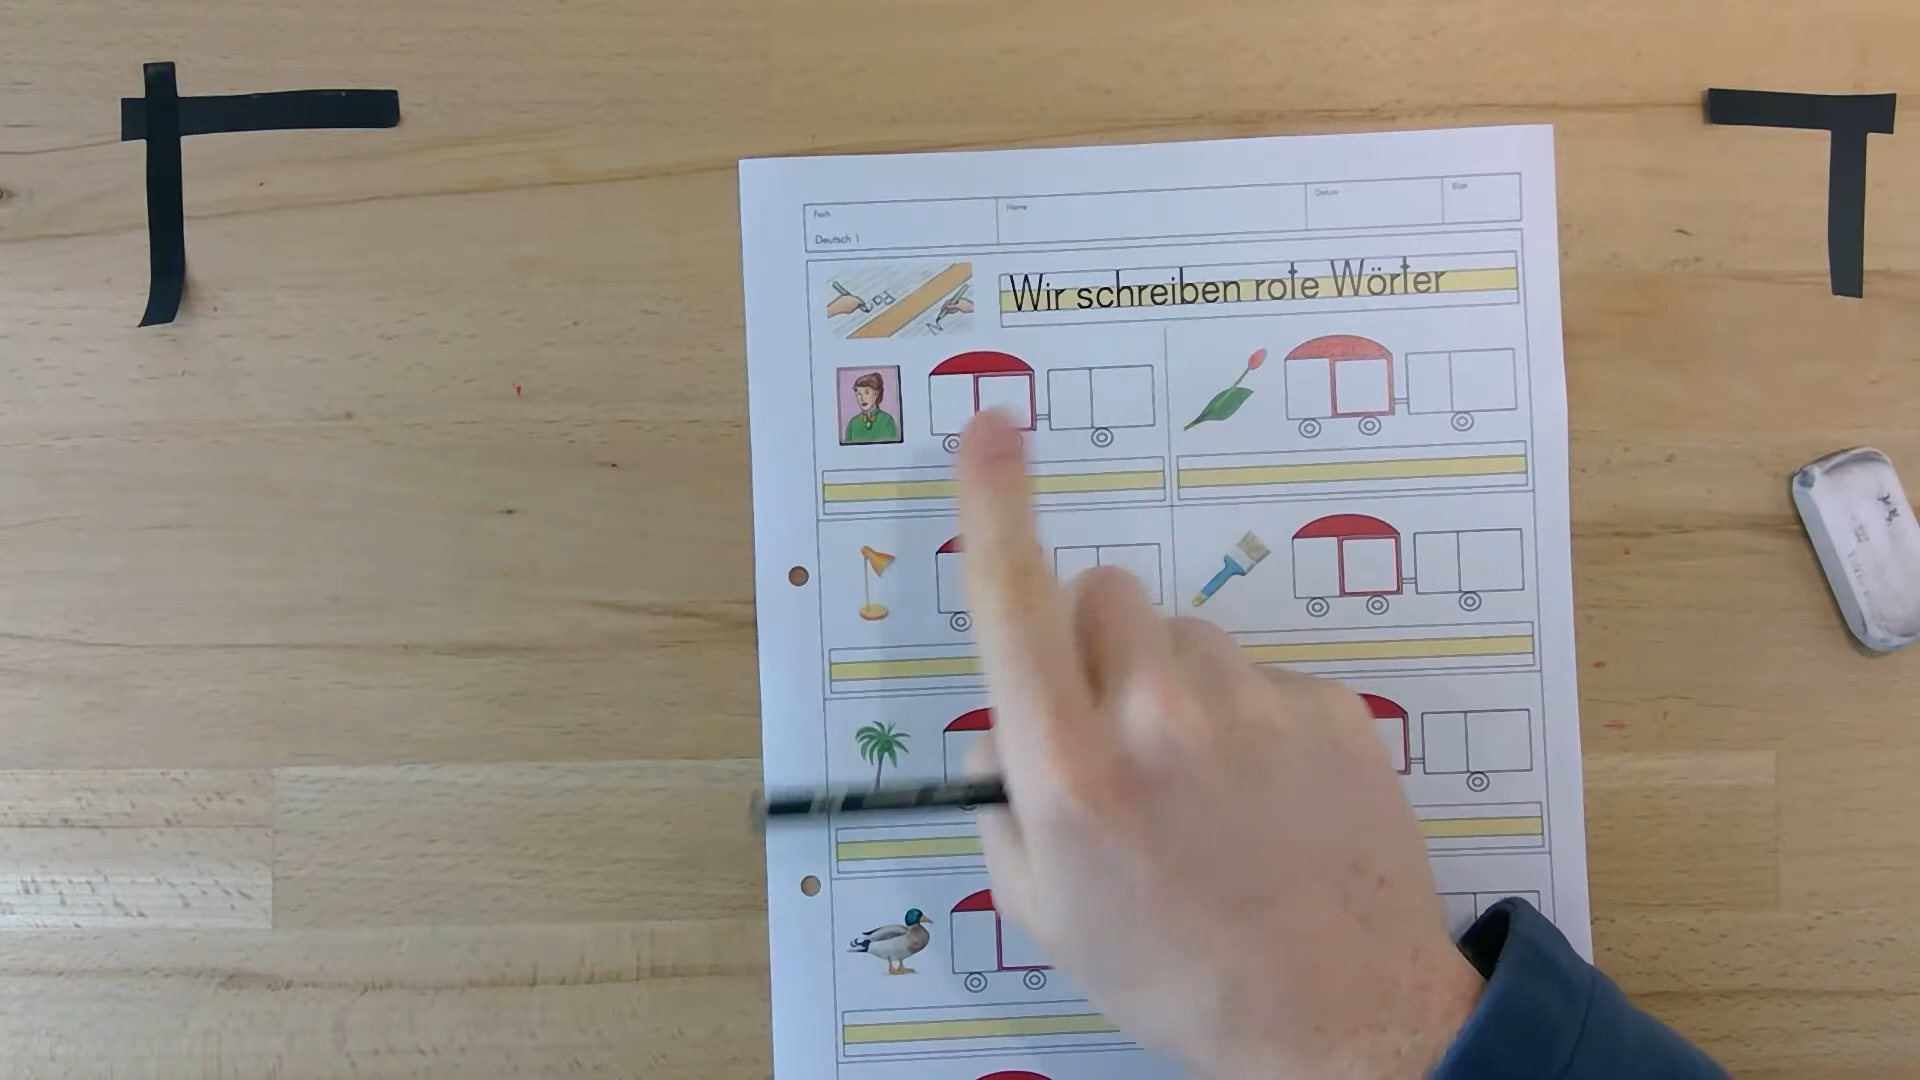 Fach
Name
Datum
Blatt
Deutsch 1
Wir schreiben rote Wörter